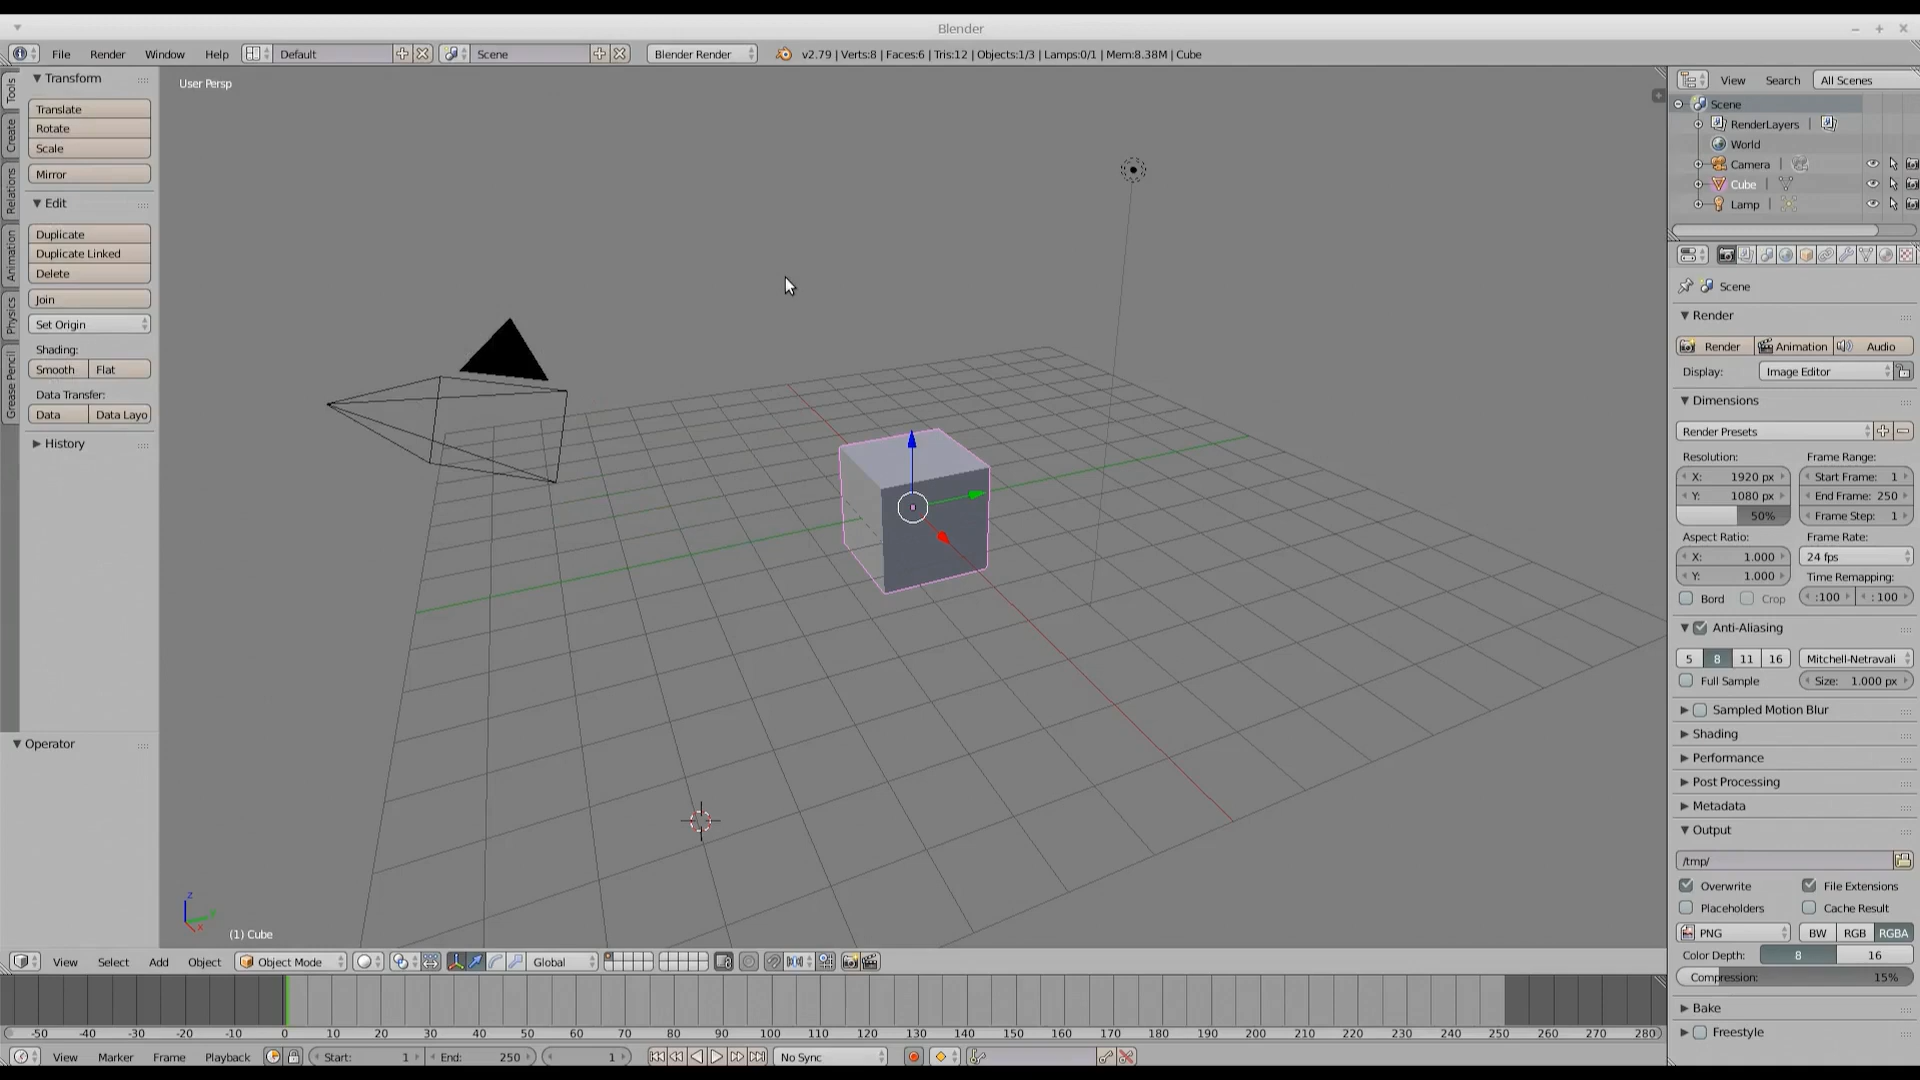 Blender
File Render Window Help Default Scene Blender Render v2.79 | Verts:8 | Faces:6 | Tris:12 | Objects:1/3 | Lamps:0/1 | Mem:8.38M | Cube
Tools
Create
Relations
Animation
Physics
Grease Pencil
Transform
Translate
Rotate
Scale
Mirror
Edit
Duplicate
Duplicate Linked
Delete
Join
Set Origin
Shading:
Smooth Flat
Data Transfer:
Data Data Layo
History
Operator
User Persp
z
Y
x
(1) Cube
View Search All Scenes
Scene
RenderLayers |
World
Camera |
Cube |
Lamp |
Scene
Render
Render Animation Audio
Display: Image Editor
Dimensions
Render Presets
Resolution: Frame Range:
X: 1920 px Start Frame: 1
Y: 1080 px End Frame: 250
50% Frame Step: 1
Aspect Ratio: Frame Rate:
X: 1.000 24 fps
Y: 1.000 Time Remapping:
Bord Crop :100 :100
Anti-Aliasing
5 8 11 16 Mitchell-Netravali
Full Sample Size: 1.000 px
Sampled Motion Blur
Shading
Performance
Post Processing
Metadata
Output
/tmp/
Overwrite File Extensions
Placeholders Cache Result
PNG BW RGB RGBA
Color Depth: 8 16
Compression: 15%
Bake
Freestyle
View Select Add Object Object Mode Global
-50 -40 -30 -20 -10 0 10 20 30 40 50 60 70 80 90 100 110 120 130 140 150 160 170 180 190 200 210 220 230 240 250 260 270 280
View Marker Frame Playback Start: 1 End: 250 1 No Sync